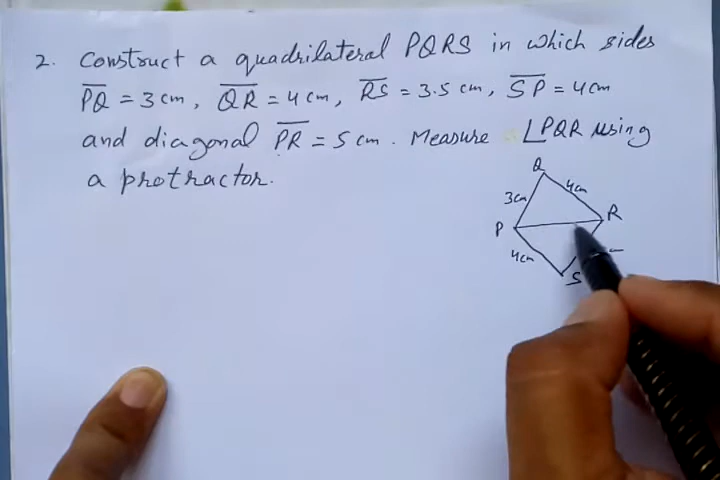 2. Construct a quadrilateral PQRS in which sides
PQ = 3 cm, QR = 4 cm, RS = 3.5 cm, SP = 4 cm
and diagonal PR = 5 cm. Measure ∠PQR using
a protractor.
Q
3cm 4cm
P R
4cm
S